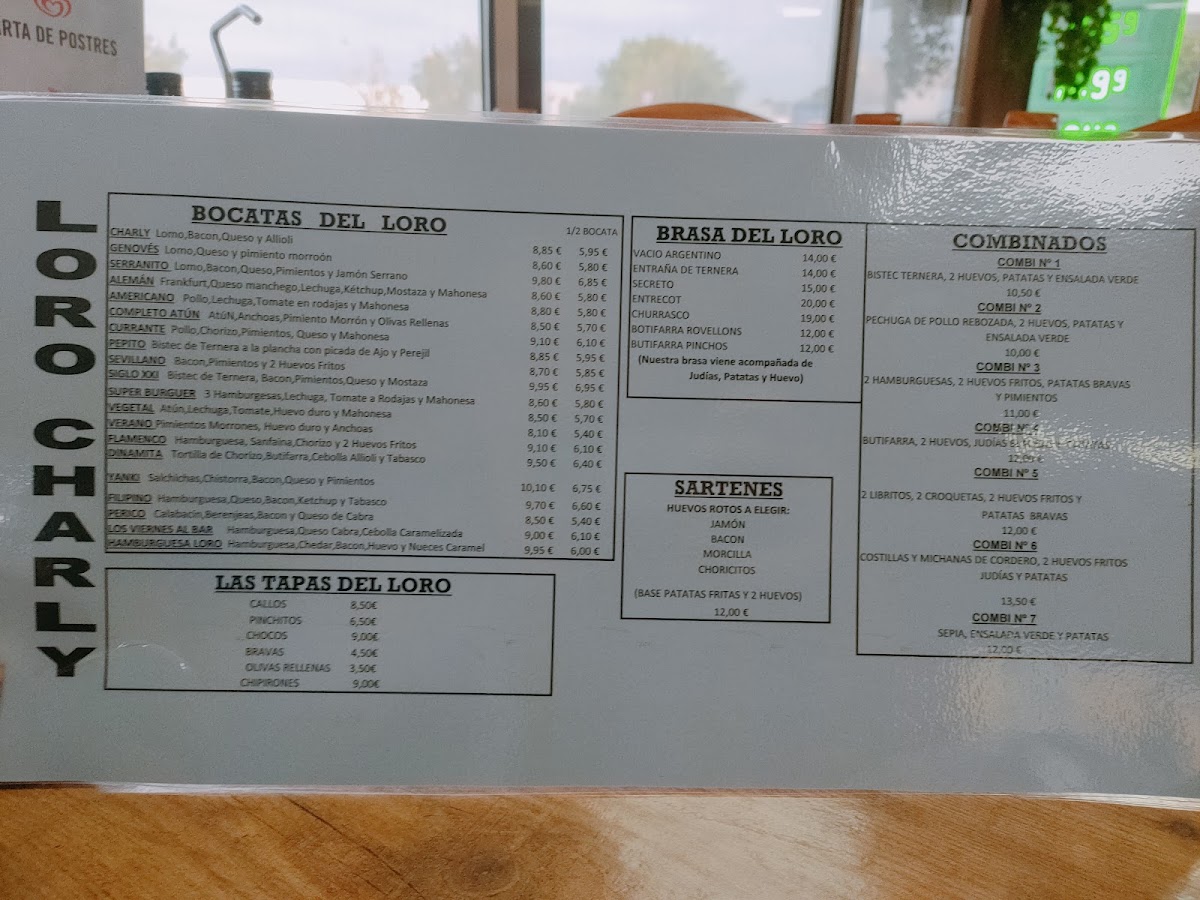 CARTA DE POSTRES
LORO CHARLY
BOCATAS DEL LORO
1/2 BOCATA
CHARLY Lomo,Bacon,Queso y Allioli 8,85 € 5,95 €
GENOVÉS Lomo,Queso y pimiento morroón 8,60 € 5,80 €
SERRANITO Lomo,Bacon,Queso,Pimientos y Jamón Serrano 9,80 € 6,85 €
ALEMÁN Frankfurt,Queso manchego,Lechuga,Kétchup,Mostaza y Mahonesa 8,60 € 5,80 €
AMERICANO Pollo,Lechuga,Tomate en rodajas y Mahonesa 8,80 € 5,80 €
COMPLETO ATÚN AtúN,Anchoas,Pimiento Morrón y Olivas Rellenas 8,50 € 5,70 €
CURRANTE Pollo,Chorizo,Pimientos, Queso y Mahonesa 9,10 € 6,10 €
PEPITO Bistec de Ternera a la plancha con picada de Ajo y Perejil 8,85 € 5,95 €
SEVILLANO Bacon,Pimientos y 2 Huevos Fritos 8,70 € 5,85 €
SIGLO XXI Bistec de Ternera, Bacon,Pimientos,Queso y Mostaza 9,95 € 6,95 €
SUPER BURGUER 3 Hamburgesas,Lechuga, Tomate a Rodajas y Mahonesa 8,60 € 5,80 €
VEGETAL Atún,Lechuga,Tomate,Huevo duro y Mahonesa 8,50 € 5,70 €
VERANO Pimientos Morrones, Huevo duro y Anchoas 8,10 € 5,40 €
FLAMENCO Hamburguesa, Sanfaina,Chorizo y 2 Huevos Fritos 9,10 € 6,10 €
DINAMITA Tortilla de Chorizo,Butifarra,Cebolla Allioli y Tabasco 9,50 € 6,40 €
YANKI Salchichas,Chistorra,Bacon,Queso y Pimientos 10,10 € 6,75 €
FILIPINO Hamburguesa,Queso,Bacon,Ketchup y Tabasco 9,70 € 6,60 €
PERICO Calabacin,Berenjeas,Bacon y Queso de Cabra 8,50 € 5,40 €
LOS VIERNES AL BAR Hamburguesa,Queso Cabra,Cebolla Caramelizada 9,00 € 6,10 €
HAMBURGUESA LORO Hamburguesa,Chedar,Bacon,Huevo y Nueces Caramel 9,95 € 6,00 €
LAS TAPAS DEL LORO
CALLOS 8,50€
PINCHITOS 6,50€
CHOCOS 9,00€
BRAVAS 4,50€
OLIVAS RELLENAS 3,50€
CHIPIRONES 9,00€
BRASA DEL LORO
VACIO ARGENTINO 14,00 €
ENTRAÑA DE TERNERA 14,00 €
SECRETO 15,00 €
ENTRECOT 20,00 €
CHURRASCO 19,00 €
BOTIFARRA ROVELLONS 12,00 €
BUTIFARRA PINCHOS 12,00 €
(Nuestra brasa viene acompañada de
Judías, Patatas y Huevo)
SARTENES
HUEVOS ROTOS A ELEGIR:
JAMÓN
BACON
MORCILLA
CHORICITOS
(BASE PATATAS FRITAS Y 2 HUEVOS)
12,00 €
COMBINADOS
COMBI Nº 1
BISTEC TERNERA, 2 HUEVOS, PATATAS Y ENSALADA VERDE
10,50 €
COMBI Nº 2
PECHUGA DE POLLO REBOZADA, 2 HUEVOS, PATATAS Y
ENSALADA VERDE
10,00 €
COMBI Nº 3
2 HAMBURGUESAS, 2 HUEVOS FRITOS, PATATAS BRAVAS
Y PIMIENTOS
11,00 €
COMBI Nº 4
BUTIFARRA, 2 HUEVOS, JUDÍAS
12,00 €
COMBI Nº 5
2 LIBRITOS, 2 CROQUETAS, 2 HUEVOS FRITOS Y
PATATAS BRAVAS
12,00 €
COMBI Nº 6
COSTILLAS Y MICHANAS DE CORDERO, 2 HUEVOS FRITOS
JUDÍAS Y PATATAS
13,50 €
COMBI Nº 7
SEPIA, ENSALADA VERDE Y PATATAS
12,00 €